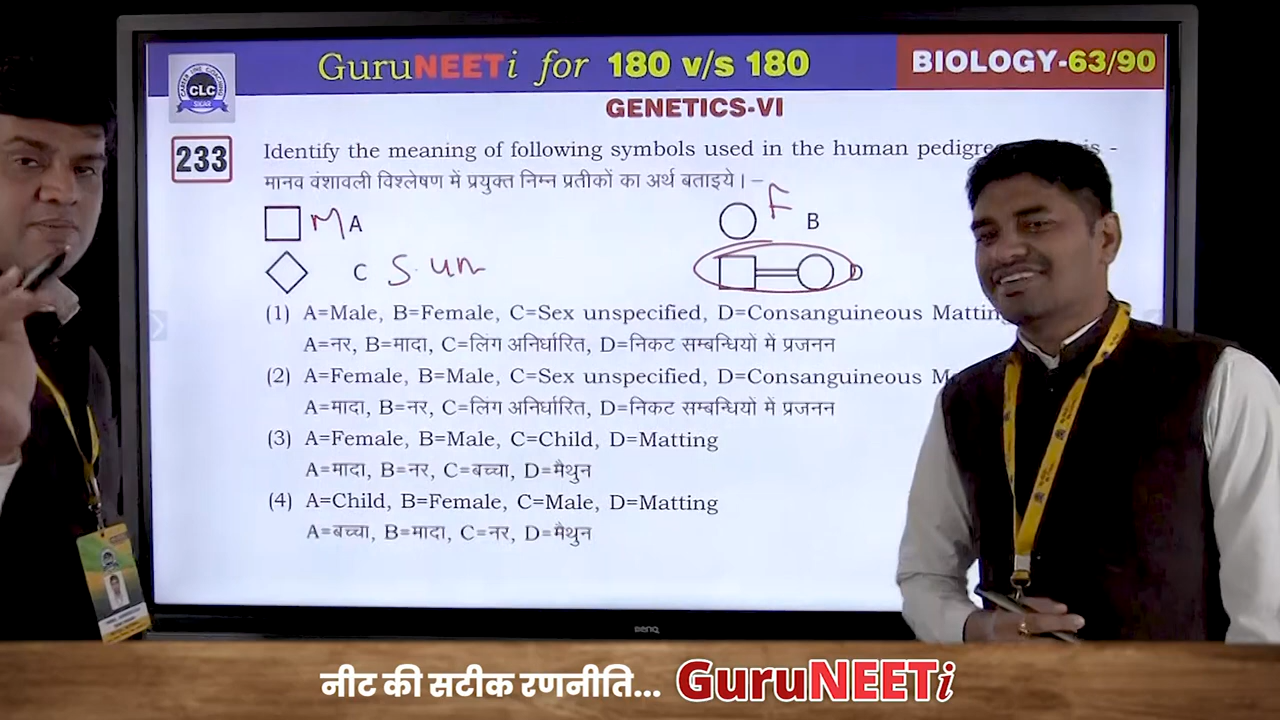 GuruNEETi for 180 v/s 180
BIOLOGY-63/90
CLC
SIKAR
GENETICS-VI
233
Identify the meaning of following symbols used in the human -
मानव वंशावली विश्लेषण में प्रयुक्त निम्न प्रतीकों का अर्थ बताइये। -
M A
F B
C S. un
D
(1) A=Male, B=Female, C=Sex unspecified, D=Consanguineous
A=नर, B=मादा, C=लिंग अनिर्धारित, D=निकट सम्बन्धियों में प्रजनन
(2) A=Female, B=Male, C=Sex unspecified, D=Consanguineous
A=मादा, B=नर, C=लिंग अनिर्धारित, D=निकट सम्बन्धियों में प्रजनन
(3) A=Female, B=Male, C=Child, D=Matting
A=मादा, B=नर, C=बच्चा, D=मैथुन
(4) A=Child, B=Female, C=Male, D=Matting
A=बच्चा, B=मादा, C=नर, D=मैथुन
BENQ
नीट की सटीक रणनीति... GuruNEETi